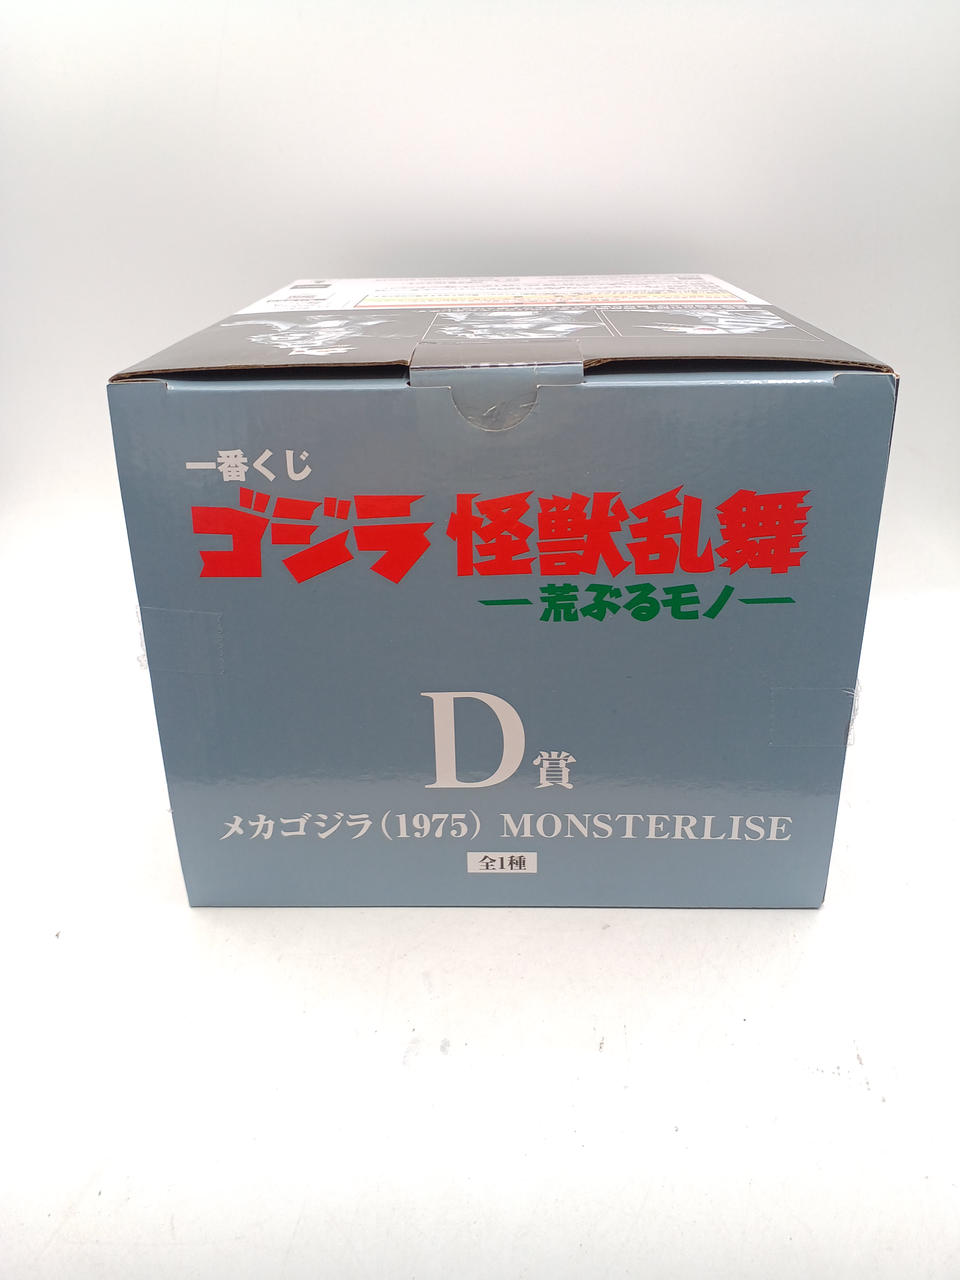 一番くじ
ゴジラ 怪獣乱舞
ー荒ぶるモノー
D賞
メカゴジラ(1975) MONSTERLISE
全1種